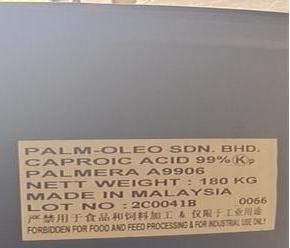 PALM-OLEO SDN. BHD.
CAPROIC ACID 99% Ⓚp
PALMERA A9906
NETT WEIGHT : 180 KG
MADE IN MALAYSIA
LOT NO : 2C0041B 0066
严禁用于食品和饲料加工 & 仅限于工业用途
FORBIDDEN FOR FOOD AND FEED PROCESSING & FOR INDUSTRIAL USE ONLY